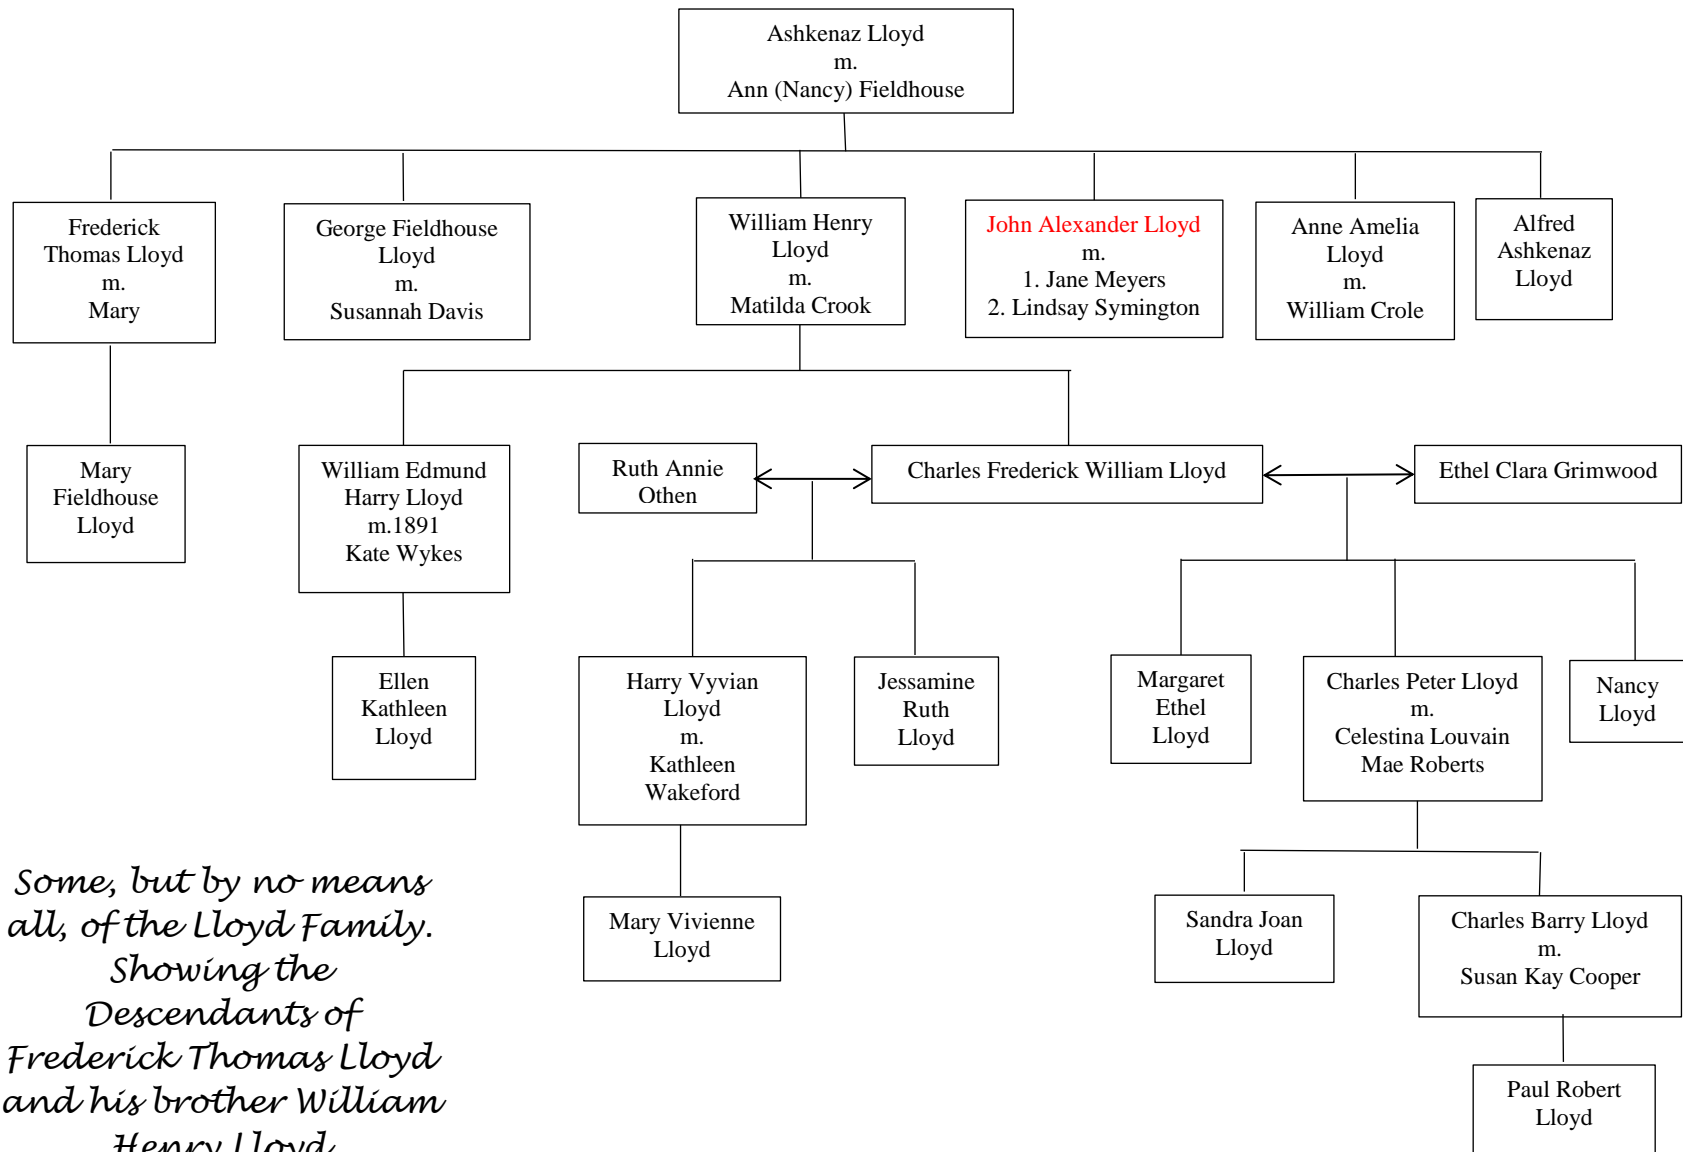 Ashkenaz Lloyd
m.
Ann (Nancy) Fieldhouse
Frederick
Thomas Lloyd
m.
Mary
George Fieldhouse
Lloyd
m.
Susannah Davis
William Henry
Lloyd
m.
Matilda Crook
John Alexander Lloyd
m.
1. Jane Meyers
2. Lindsay Symington
Anne Amelia
Lloyd
m.
William Crole
Alfred
Ashkenaz
Lloyd
Mary
Fieldhouse
Lloyd
William Edmund
Harry Lloyd
m.1891
Kate Wykes
Ruth Annie
Othen
Charles Frederick William Lloyd
Ethel Clara Grimwood
Ellen
Kathleen
Lloyd
Harry Vyvian
Lloyd
m.
Kathleen
Wakeford
Jessamine
Ruth
Lloyd
Margaret
Ethel
Lloyd
Charles Peter Lloyd
m.
Celestina Louvain
Mae Roberts
Nancy
Lloyd
Mary Vivienne
Lloyd
Sandra Joan
Lloyd
Charles Barry Lloyd
m.
Susan Kay Cooper
Paul Robert
Lloyd
Some, but by no means
all, of the Lloyd Family.
Showing the
Descendants of
Frederick Thomas Lloyd
and his brother William
Henry Lloyd